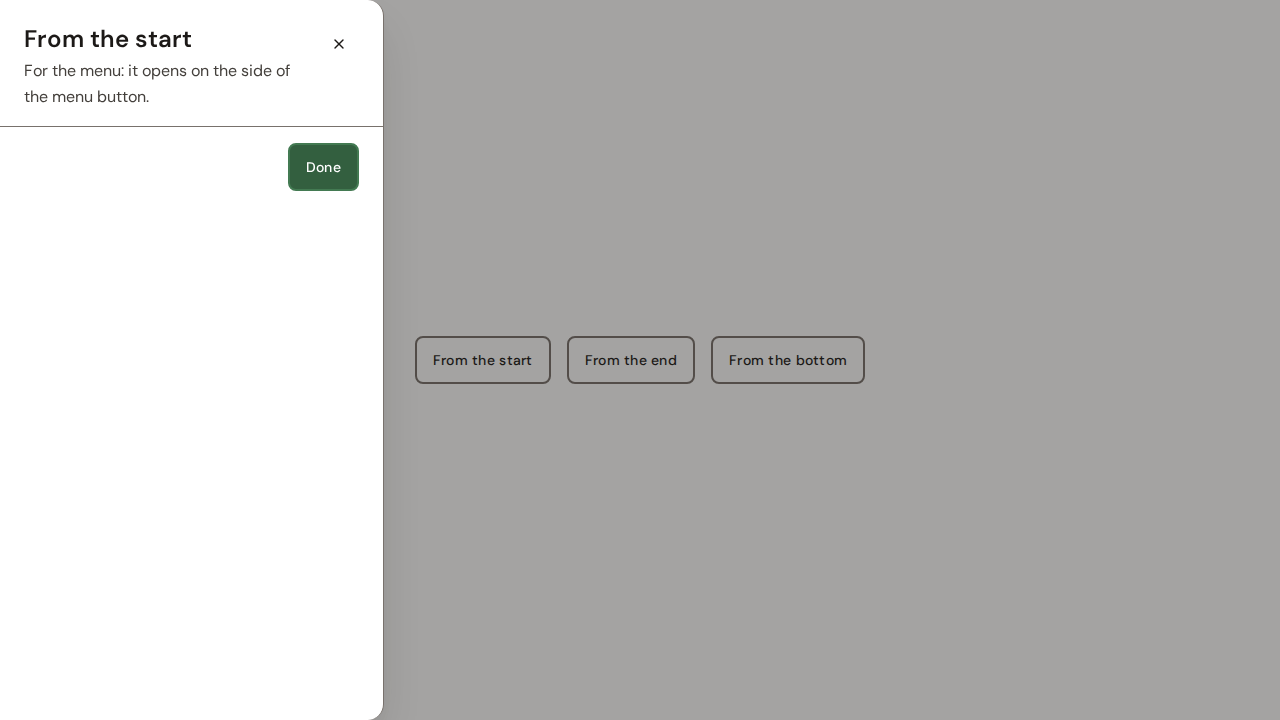 From the start
For the menu: it opens on the side of
the menu button.
Done
From the start
From the end
From the bottom